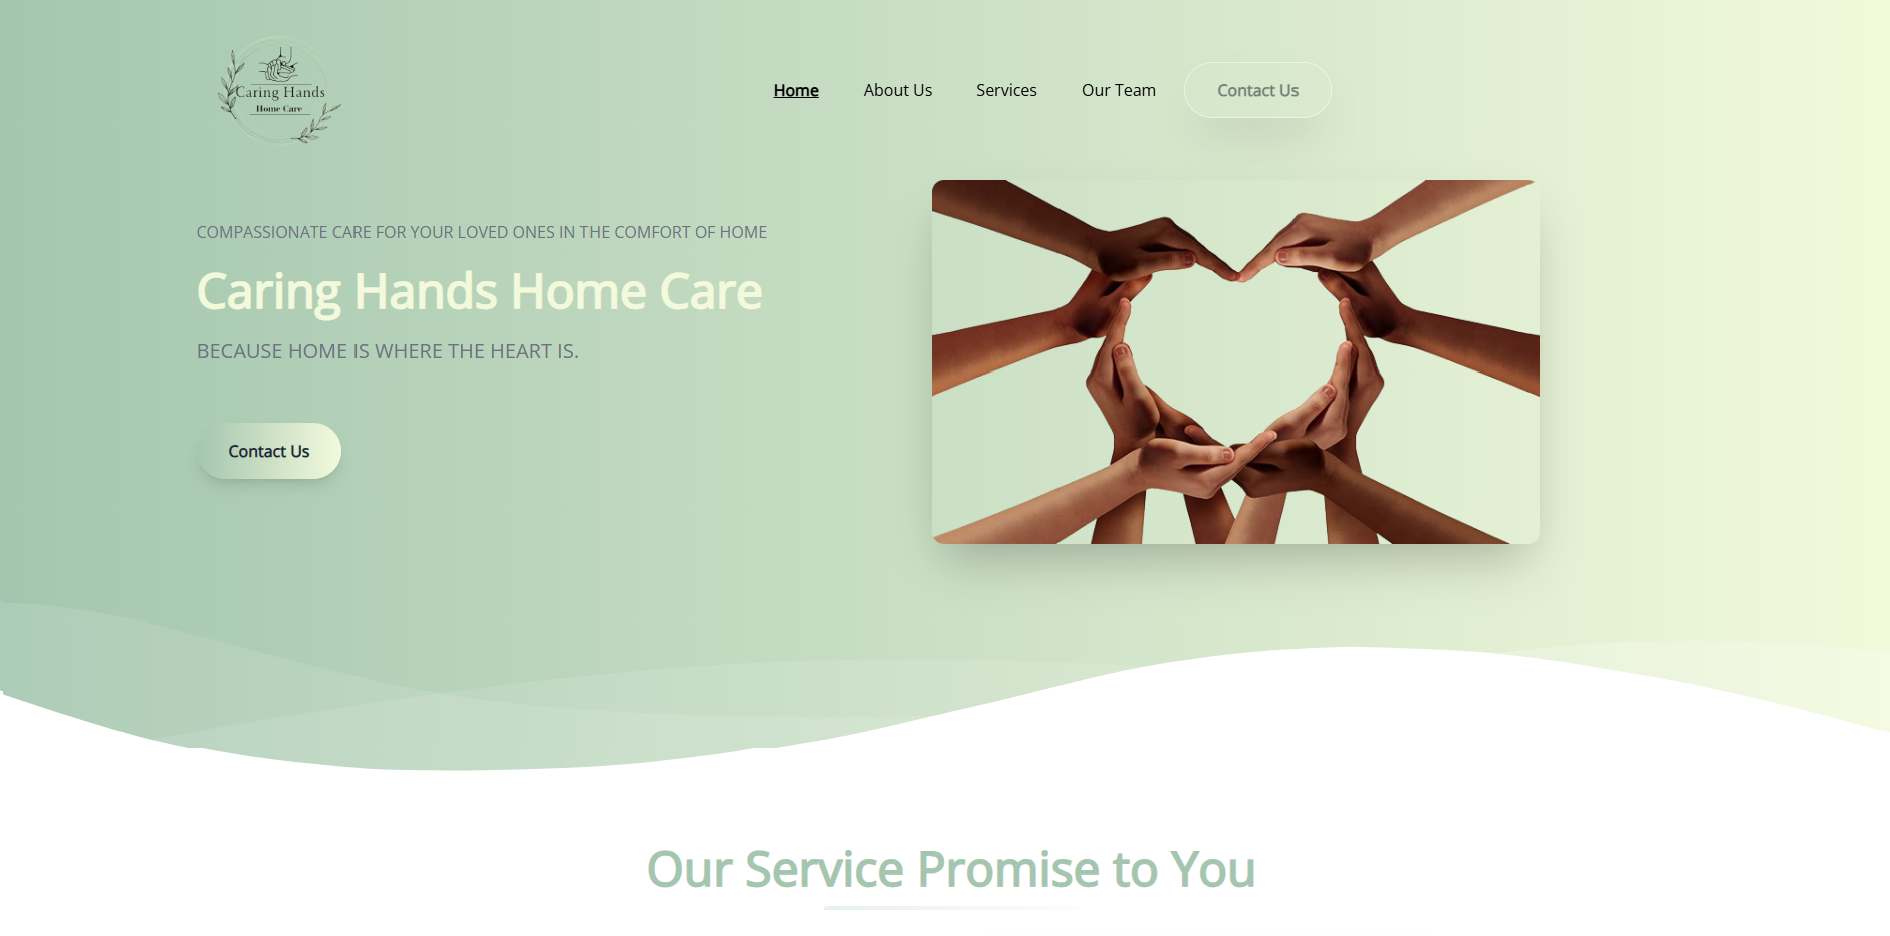 Caring Hands
Home Care
Home
About Us
Services
Our Team
Contact Us
COMPASSIONATE CARE FOR YOUR LOVED ONES IN THE COMFORT OF HOME
Caring Hands Home Care
BECAUSE HOME IS WHERE THE HEART IS.
Contact Us
Our Service Promise to You